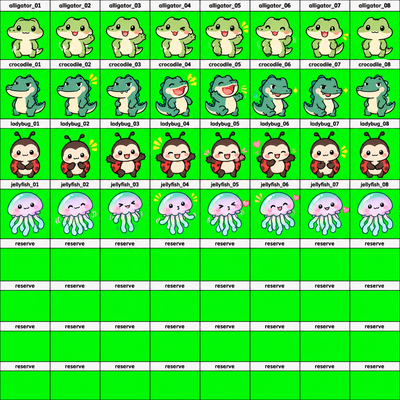 alligator_01 alligator_02 alligator_03 alligator_04 alligator_05 alligator_06 alligator_07 alligator_08
crocodile_01 crocodile_02 crocodile_03 crocodile_04 crocodile_05 crocodile_06 crocodile_07 crocodile_08
ladybug_01 ladybug_02 ladybug_03 ladybug_04 ladybug_05 ladybug_06 ladybug_07 ladybug_08
jellyfish_01 jellyfish_02 jellyfish_03 jellyfish_04 jellyfish_05 jellyfish_06 jellyfish_07 jellyfish_08
reserve reserve reserve reserve reserve reserve reserve reserve
reserve reserve reserve reserve reserve reserve reserve reserve
reserve reserve reserve reserve reserve reserve reserve reserve
reserve reserve reserve reserve reserve reserve reserve reserve